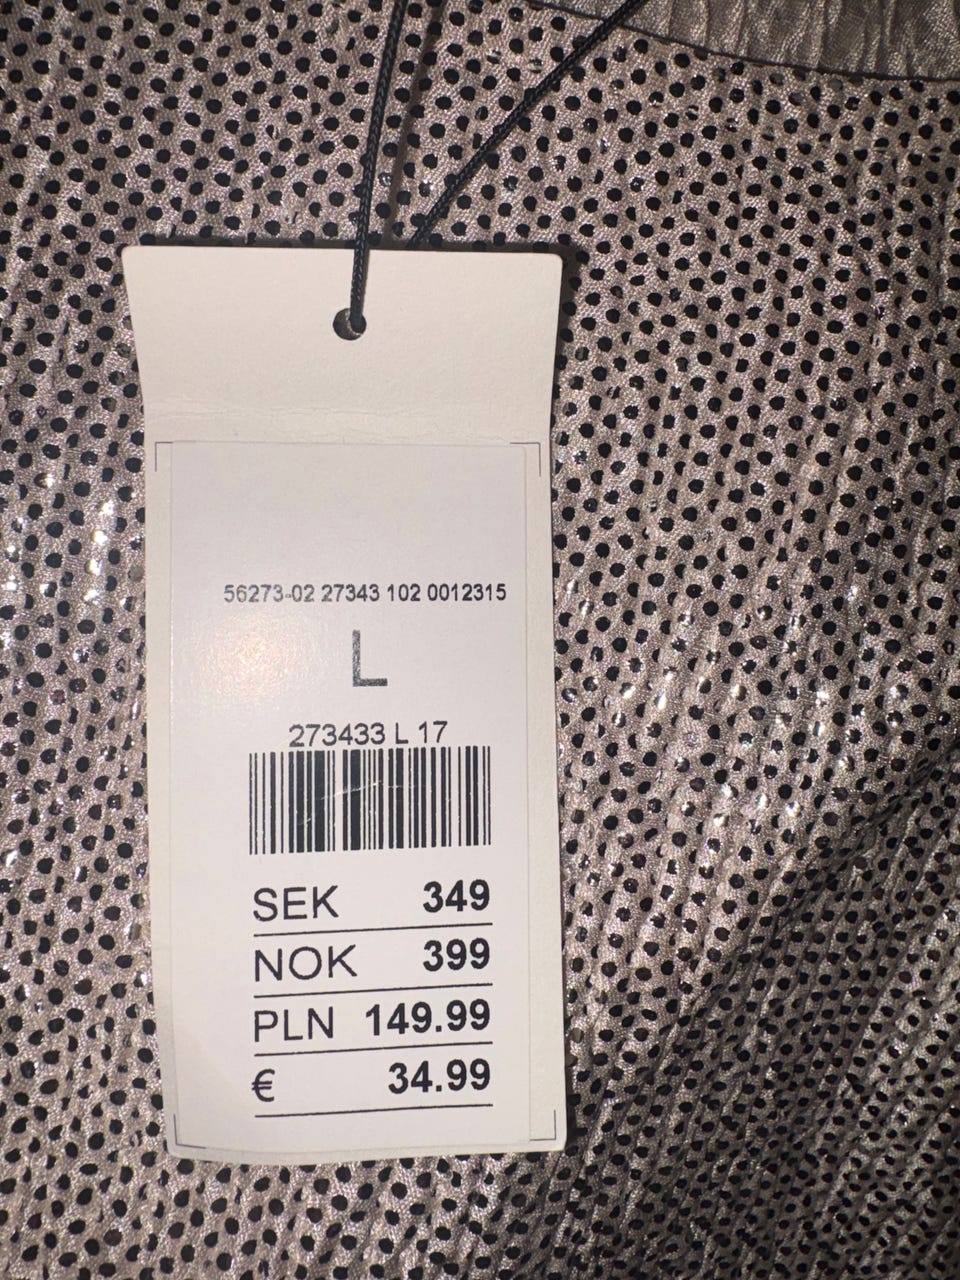 56273-02 27343 102 0012315
L
273433 L 17
SEK 349
NOK 399
PLN 149.99
€ 34.99